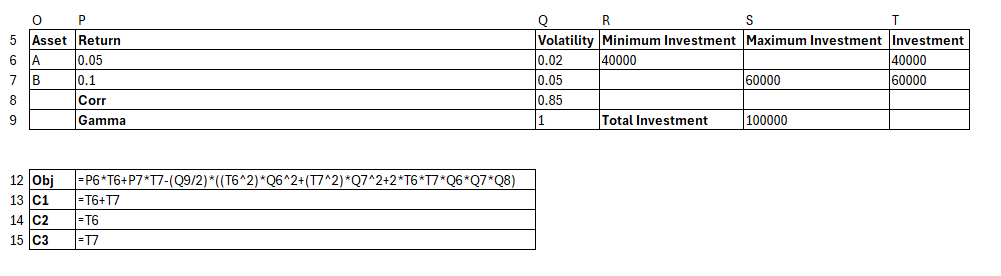 O P Q R S T
5 Asset Return Volatility Minimum Investment Maximum Investment Investment
6 A 0.05 0.02 40000 40000
7 B 0.1 0.05 60000 60000
8 Corr 0.85
9 Gamma 1 Total Investment 100000
12 Obj =P6*T6+P7*T7-(Q9/2)*((T6^2)*Q6^2+(T7^2)*Q7^2+2*T6*T7*Q6*Q7*Q8)
13 C1 =T6+T7
14 C2 =T6
15 C3 =T7